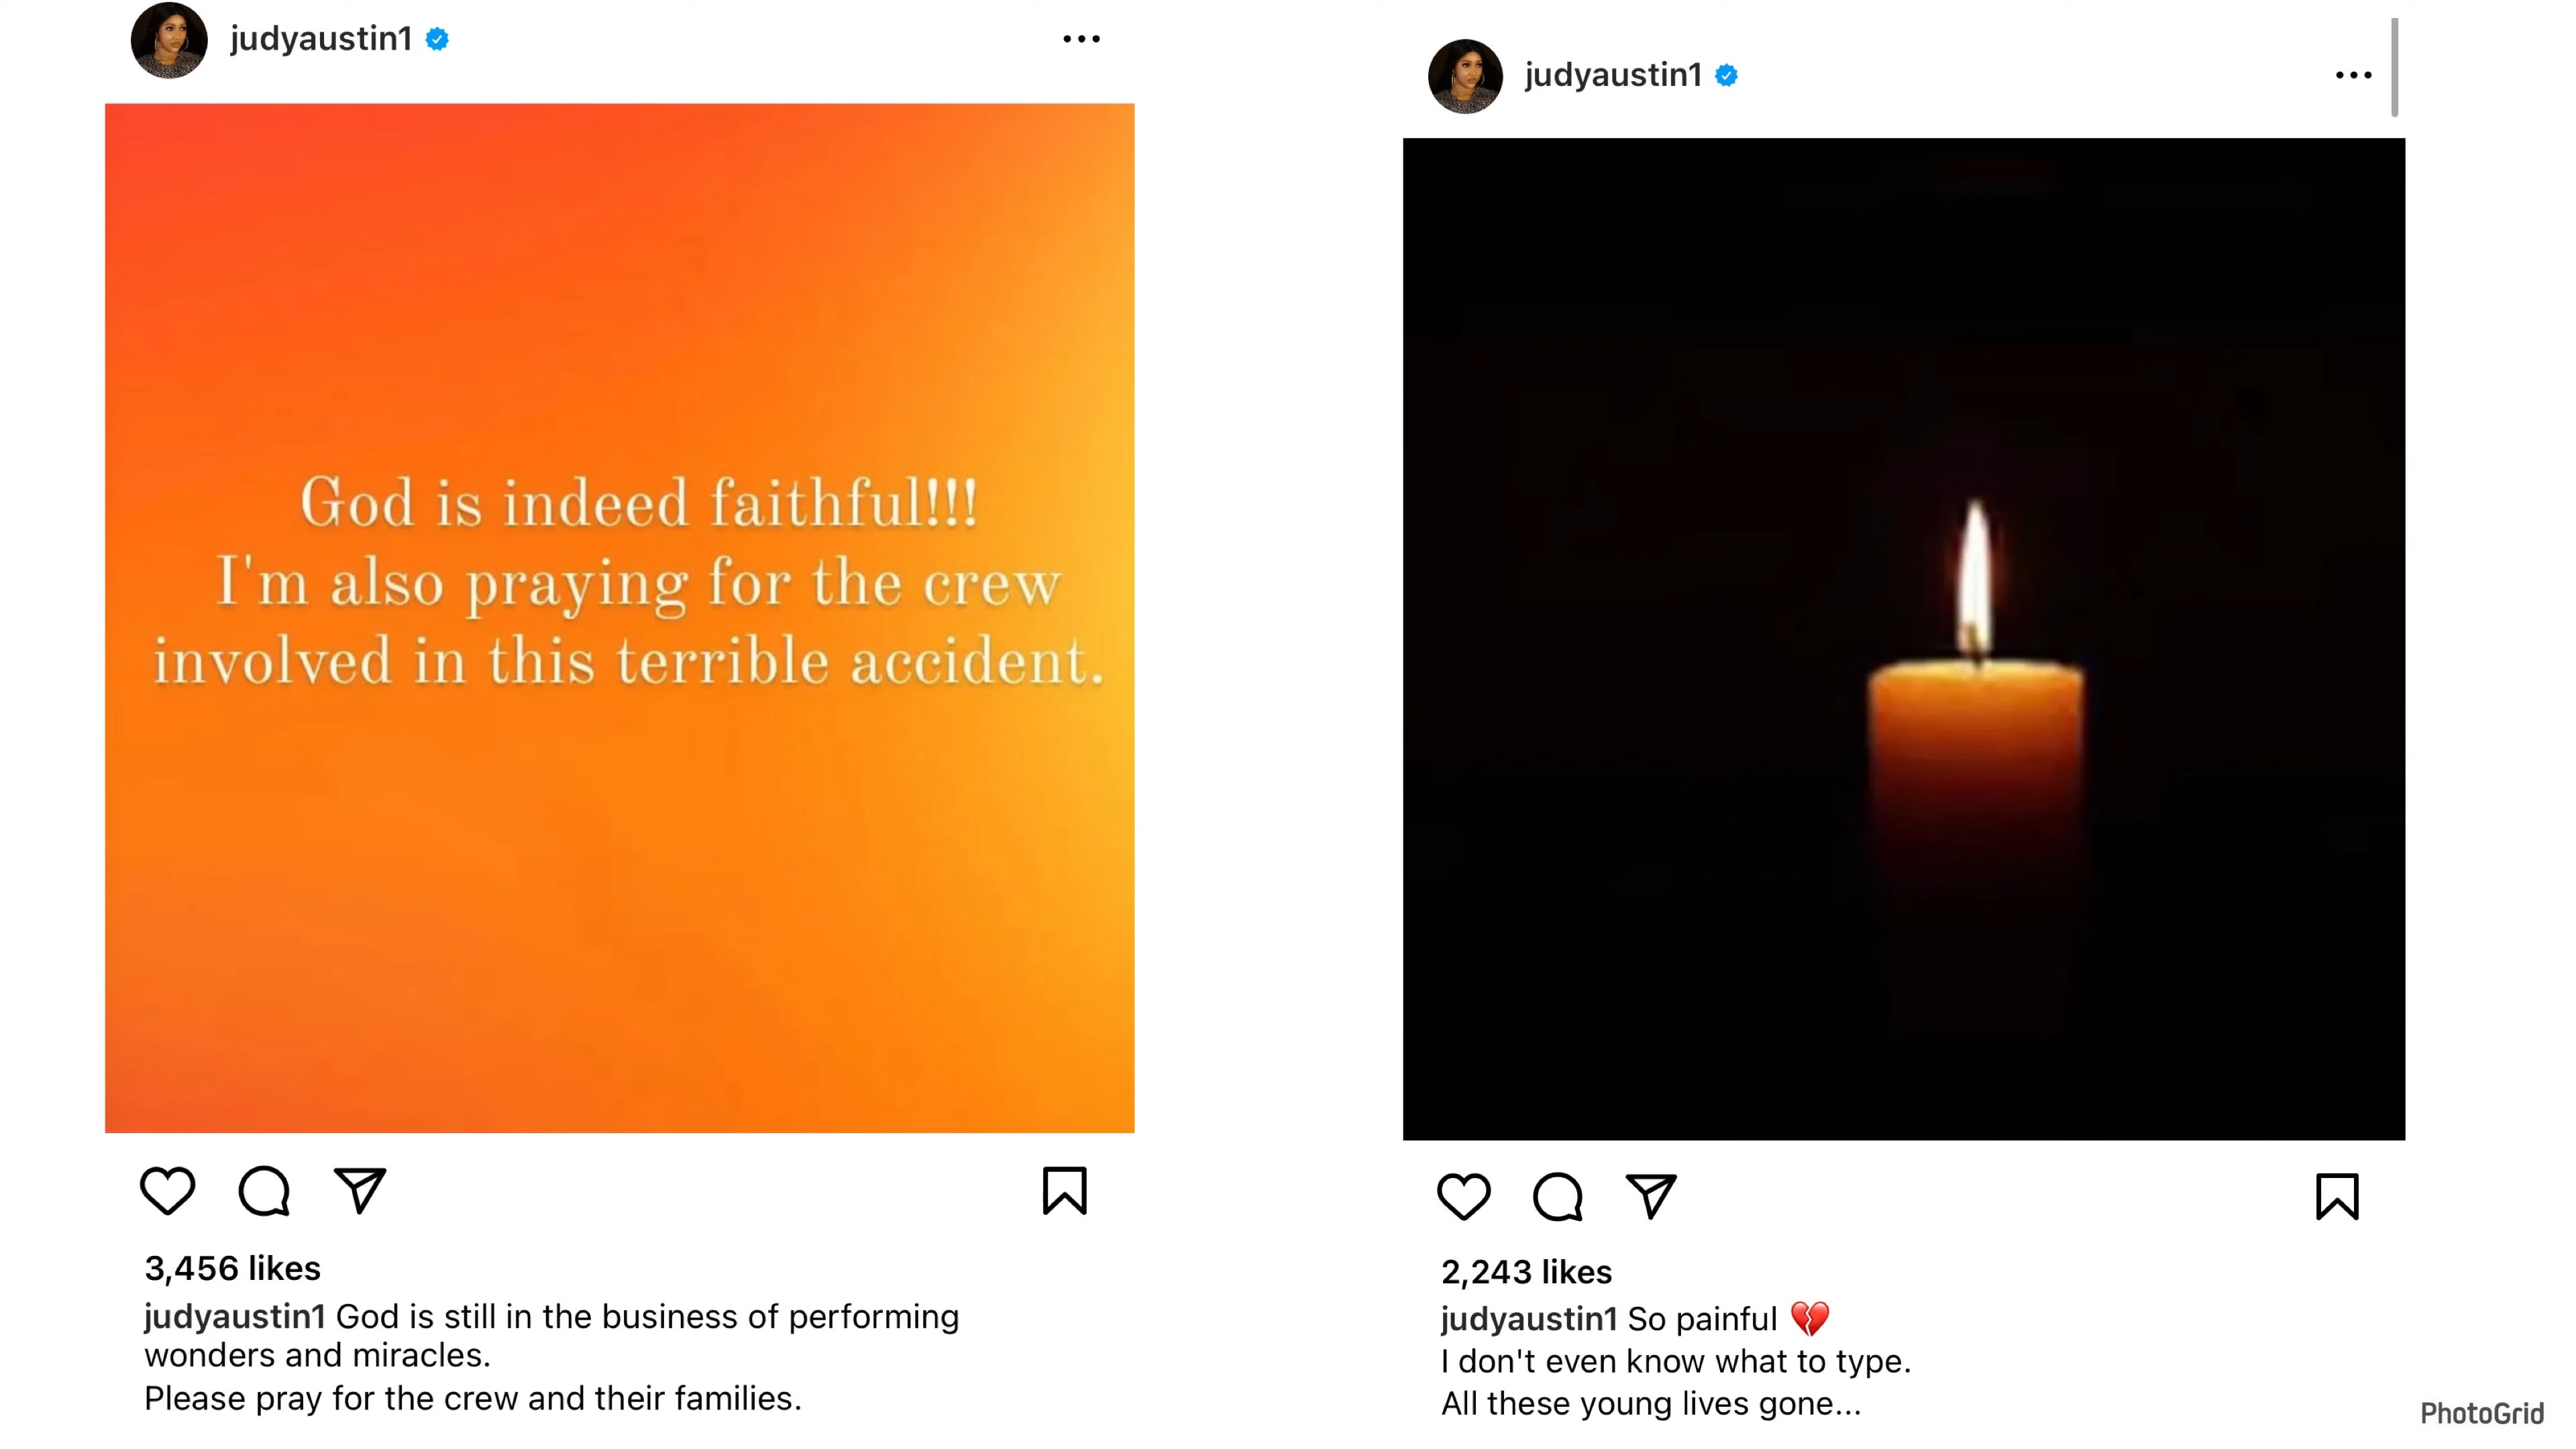 judyaustin1
God is indeed faithful!!!
I'm also praying for the crew
involved in this terrible accident.
3,456 likes
judyaustin1 God is still in the business of performing
wonders and miracles.
Please pray for the crew and their families.
judyaustin1
2,243 likes
judyaustin1 So painful 💔
I don't even know what to type.
All these young lives gone...
PhotoGrid